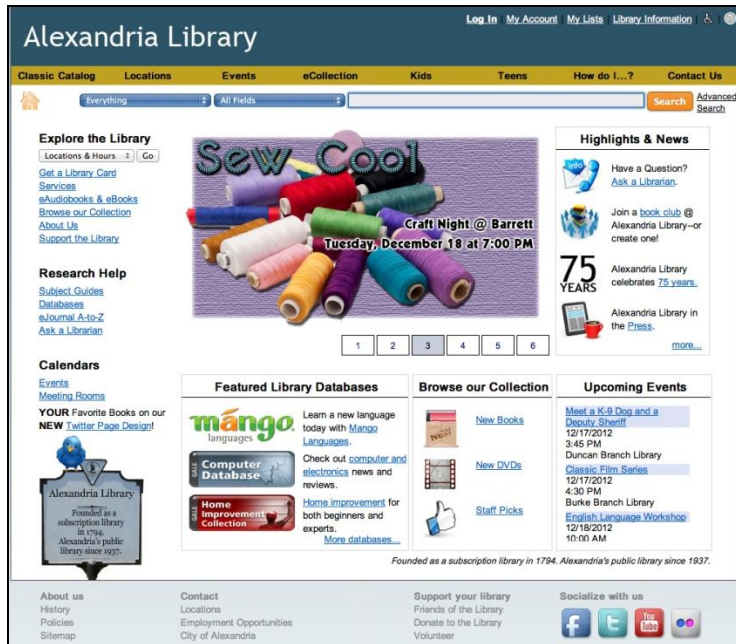 Log In My Account My Lists Library Information
Alexandria Library
Classic Catalog Locations Events eCollection Kids Teens How do I...? Contact Us
Everything All Fields Search Advanced Search
Explore the Library
Locations & Hours Go
Get a Library Card
Services
eAudiobooks & eBooks
Browse our Collection
About Us
Support the Library
Research Help
Subject Guides
Databases
eJournal A-to-Z
Ask a Librarian
Calendars
Events
Meeting Rooms
YOUR Favorite Books on our
NEW Twitter Page Design!
Alexandria Library
Founded as a
subscription library
in 1794.
Alexandria's public
library since 1937.
Sew Cool
Craft Night @ Barrett
Tuesday, December 18 at 7:00 PM
1 2 3 4 5 6
Highlights & News
Info
Have a Question?
Ask a Librarian.
Join a book club @
Alexandria Library--or
create one!
75
YEARS
Alexandria Library
celebrates 75 years.
Alexandria Library in
the Press.
more...
Featured Library Databases
mango
languages
Learn a new language
today with Mango
Languages.
GALE
Computer
Database
Check out computer and
electronics news and
reviews.
GALE
Home
Improvement
Collection
Home improvement for
both beginners and
experts.
More databases...
Browse our Collection
NEW
New Books
New DVDs
Staff Picks
Upcoming Events
Meet a K-9 Dog and a
Deputy Sheriff
12/17/2012
3:45 PM
Duncan Branch Library
Classic Film Series
12/17/2012
4:30 PM
Burke Branch Library
English Language Workshop
12/18/2012
10:00 AM
Founded as a subscription library in 1794. Alexandria's public library since 1937.
About us
History
Policies
Sitemap
Contact
Locations
Employment Opportunities
City of Alexandria
Support your library
Friends of the Library
Donate to the Library
Volunteer
Socialize with us
f t You Tube